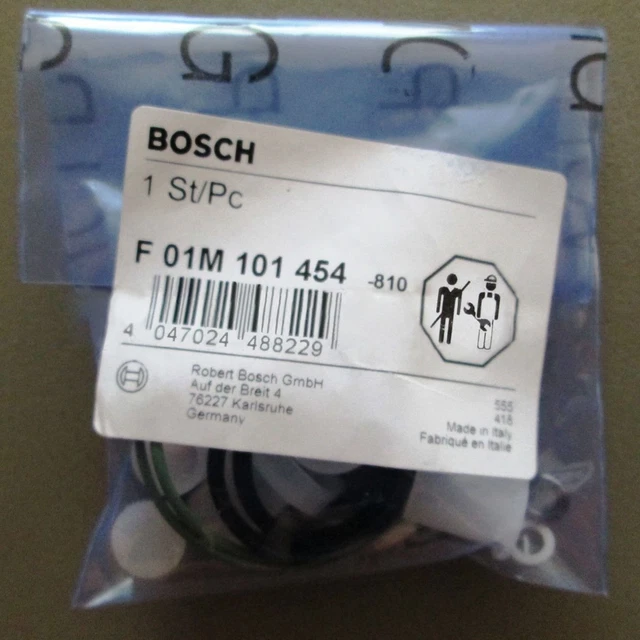 BOSCH
1 St/Pc
F 01M 101 454 -810
4 047024 488229
Robert Bosch GmbH
Auf der Breit 4
76227 Karlsruhe
Germany
555
418
Made in Italy
Fabriqué en Italie